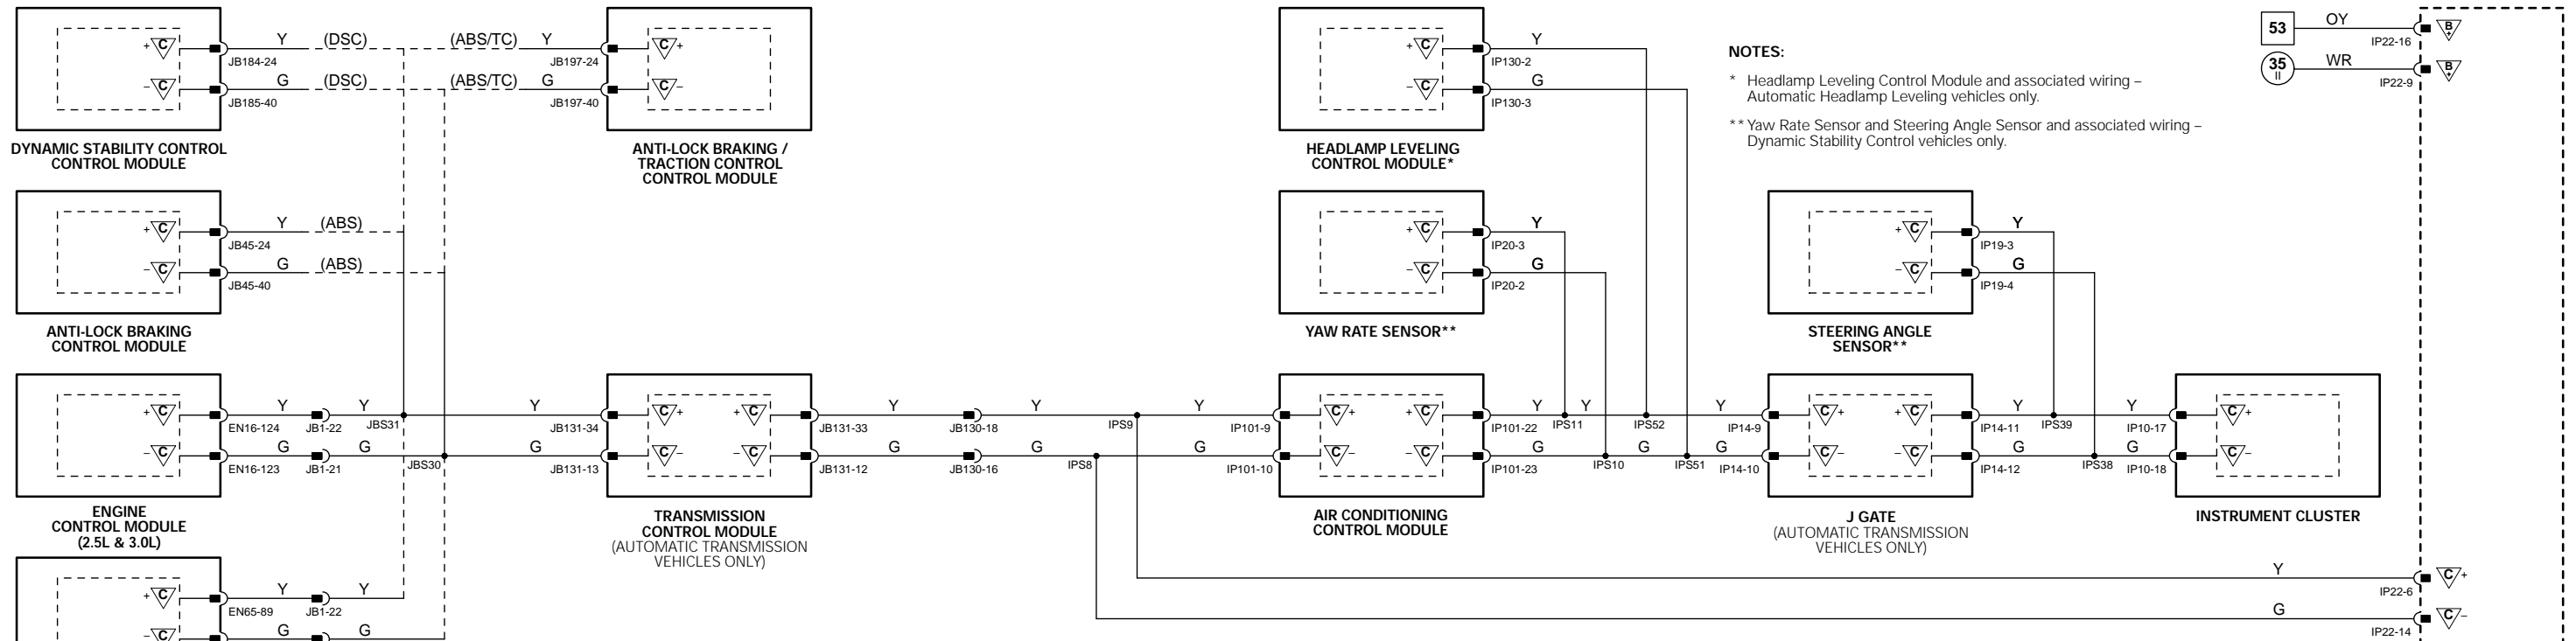 + C Y (DSC) (ABS/TC) Y C +
JB184-24 JB197-24
– C G (DSC) (ABS/TC) G C –
JB185-40 JB197-40
DYNAMIC STABILITY CONTROL
CONTROL MODULE
ANTI-LOCK BRAKING /
TRACTION CONTROL
CONTROL MODULE
+ C Y
IP130-2
– C G
IP130-3
HEADLAMP LEVELING
CONTROL MODULE*
NOTES:
* Headlamp Leveling Control Module and associated wiring –
Automatic Headlamp Leveling vehicles only.
** Yaw Rate Sensor and Steering Angle Sensor and associated wiring –
Dynamic Stability Control vehicles only.
53 OY B+
IP22-16
35 II WR B+
IP22-9
+ C Y (ABS)
JB45-24
– C G (ABS)
JB45-40
ANTI-LOCK BRAKING
CONTROL MODULE
+ C Y
IP20-3
– C G
IP20-2
YAW RATE SENSOR**
+ C Y
IP19-3
– C G
IP19-4
STEERING ANGLE
SENSOR**
+ C Y Y Y C + + C Y Y Y C + + C Y Y Y C + + C Y Y C +
EN16-124 JB1-22 JBS31 JB131-34 JB131-33 JB130-18 IPS9 IP101-9 IP101-22 IPS11 IPS52 IP14-9 IP14-11 IPS39 IP10-17
– C G G G C – – C G G G C – – C G G G C – – C G G C –
EN16-123 JB1-21 JBS30 JB131-13 JB131-12 JB130-16 IPS8 IP101-10 IP101-23 IPS10 IPS51 IP14-10 IP14-12 IPS38 IP10-18
ENGINE
CONTROL MODULE
(2.5L & 3.0L)
TRANSMISSION
CONTROL MODULE
(AUTOMATIC TRANSMISSION
VEHICLES ONLY)
AIR CONDITIONING
CONTROL MODULE
J GATE
(AUTOMATIC TRANSMISSION
VEHICLES ONLY)
INSTRUMENT CLUSTER
+ C Y Y
EN65-89 JB1-22
– C G G
Y C +
IP22-6
G C –
IP22-14